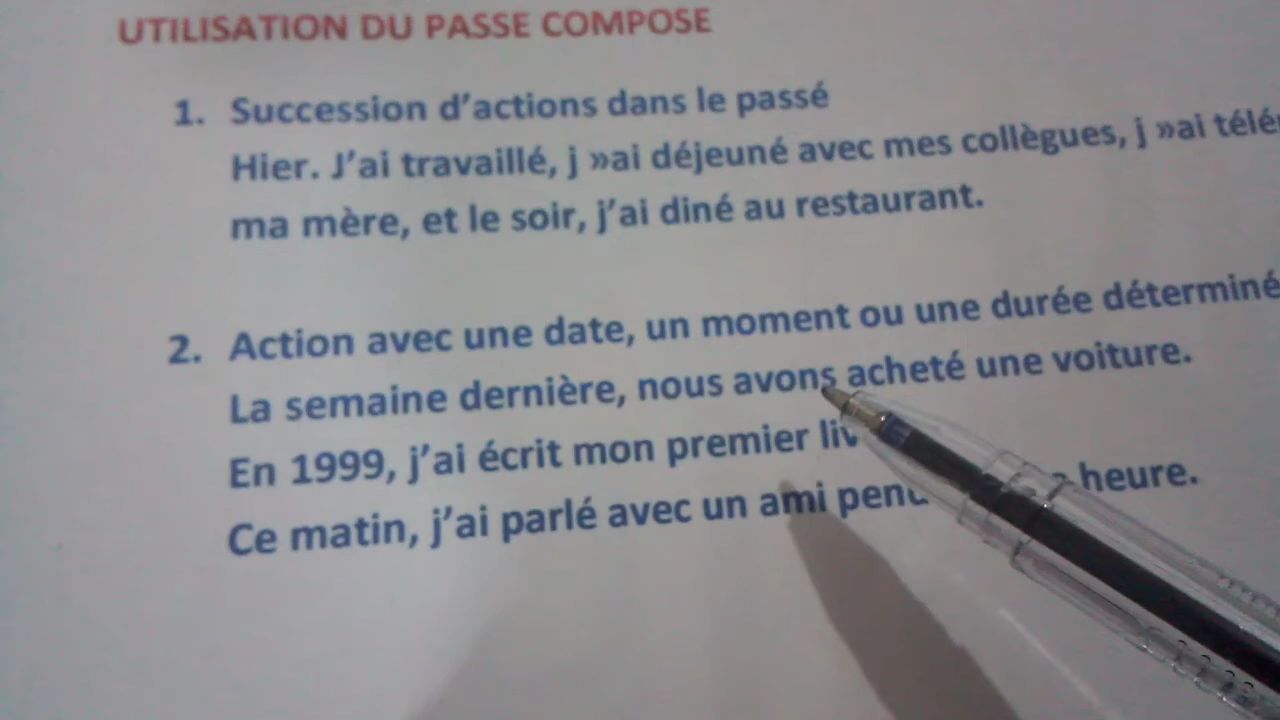 UTILISATION DU PASSE COMPOSE
1. Succession d'actions dans le passé
Hier. J'ai travaillé, j »ai déjeuné avec mes collègues, j »ai
ma mère, et le soir, j'ai diné au restaurant.
2. Action avec une date, un moment ou une durée déterminé
La semaine dernière, nous avons acheté une voiture.
En 1999, j'ai écrit mon premier
Ce matin, j'ai parlé avec un ami heure.